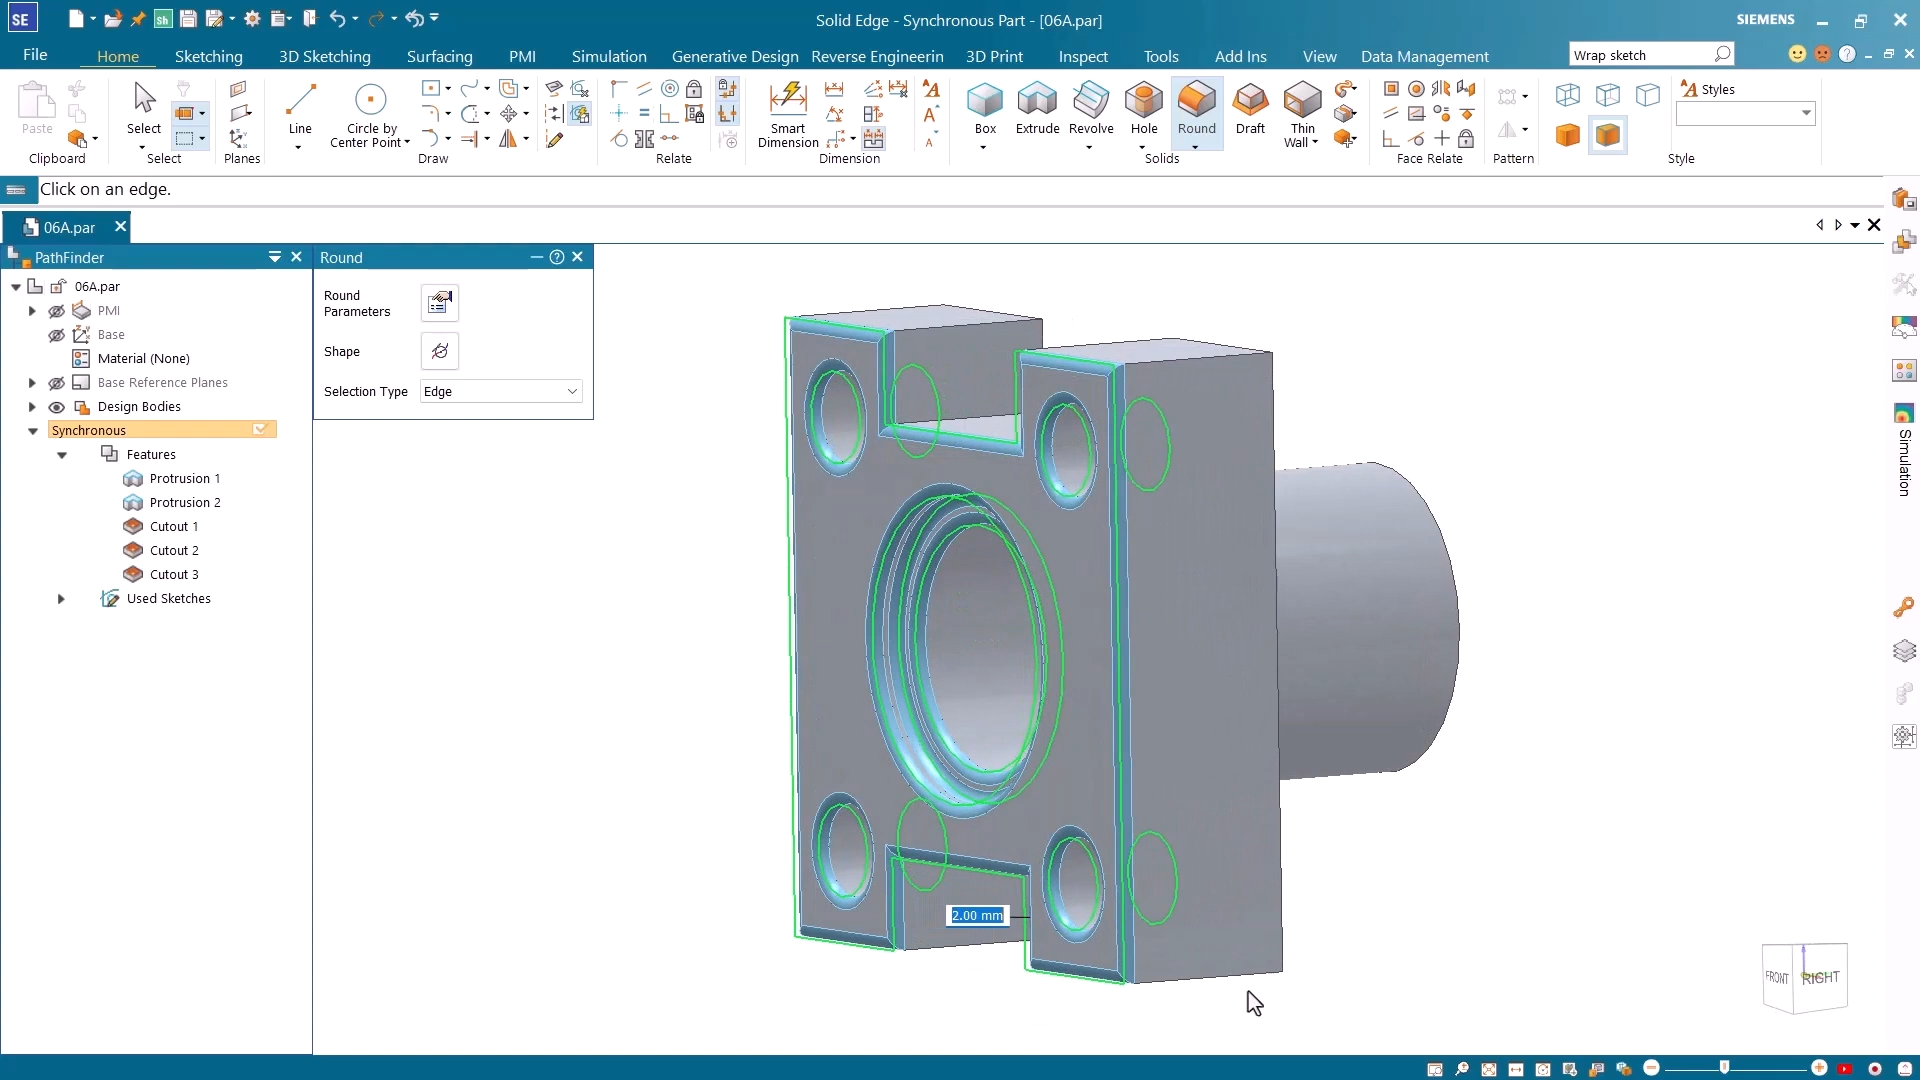 SE
Sh
Solid Edge - Synchronous Part - [06A.par]
SIEMENS
File
Home
Sketching
3D Sketching
Surfacing
PMI
Simulation
Generative Design
Reverse Engineerin
3D Print
Inspect
Tools
Add Ins
View
Data Management
Wrap sketch
Paste
Clipboard
Select
Select
Planes
Line
Circle by
Center Point
Draw
Relate
Smart
Dimension
Dimension
Box
Extrude
Revolve
Hole
Round
Draft
Thin
Wall
Solids
Face Relate
Pattern
Styles
Style
Click on an edge.
06A.par
PathFinder
06A.par
PMI
Base
Material (None)
Base Reference Planes
Design Bodies
Synchronous
Features
Protrusion 1
Protrusion 2
Cutout 1
Cutout 2
Cutout 3
Used Sketches
Round
Round
Parameters
Shape
Selection Type
Edge
2.00 mm
FRONT
RIGHT
Simulation